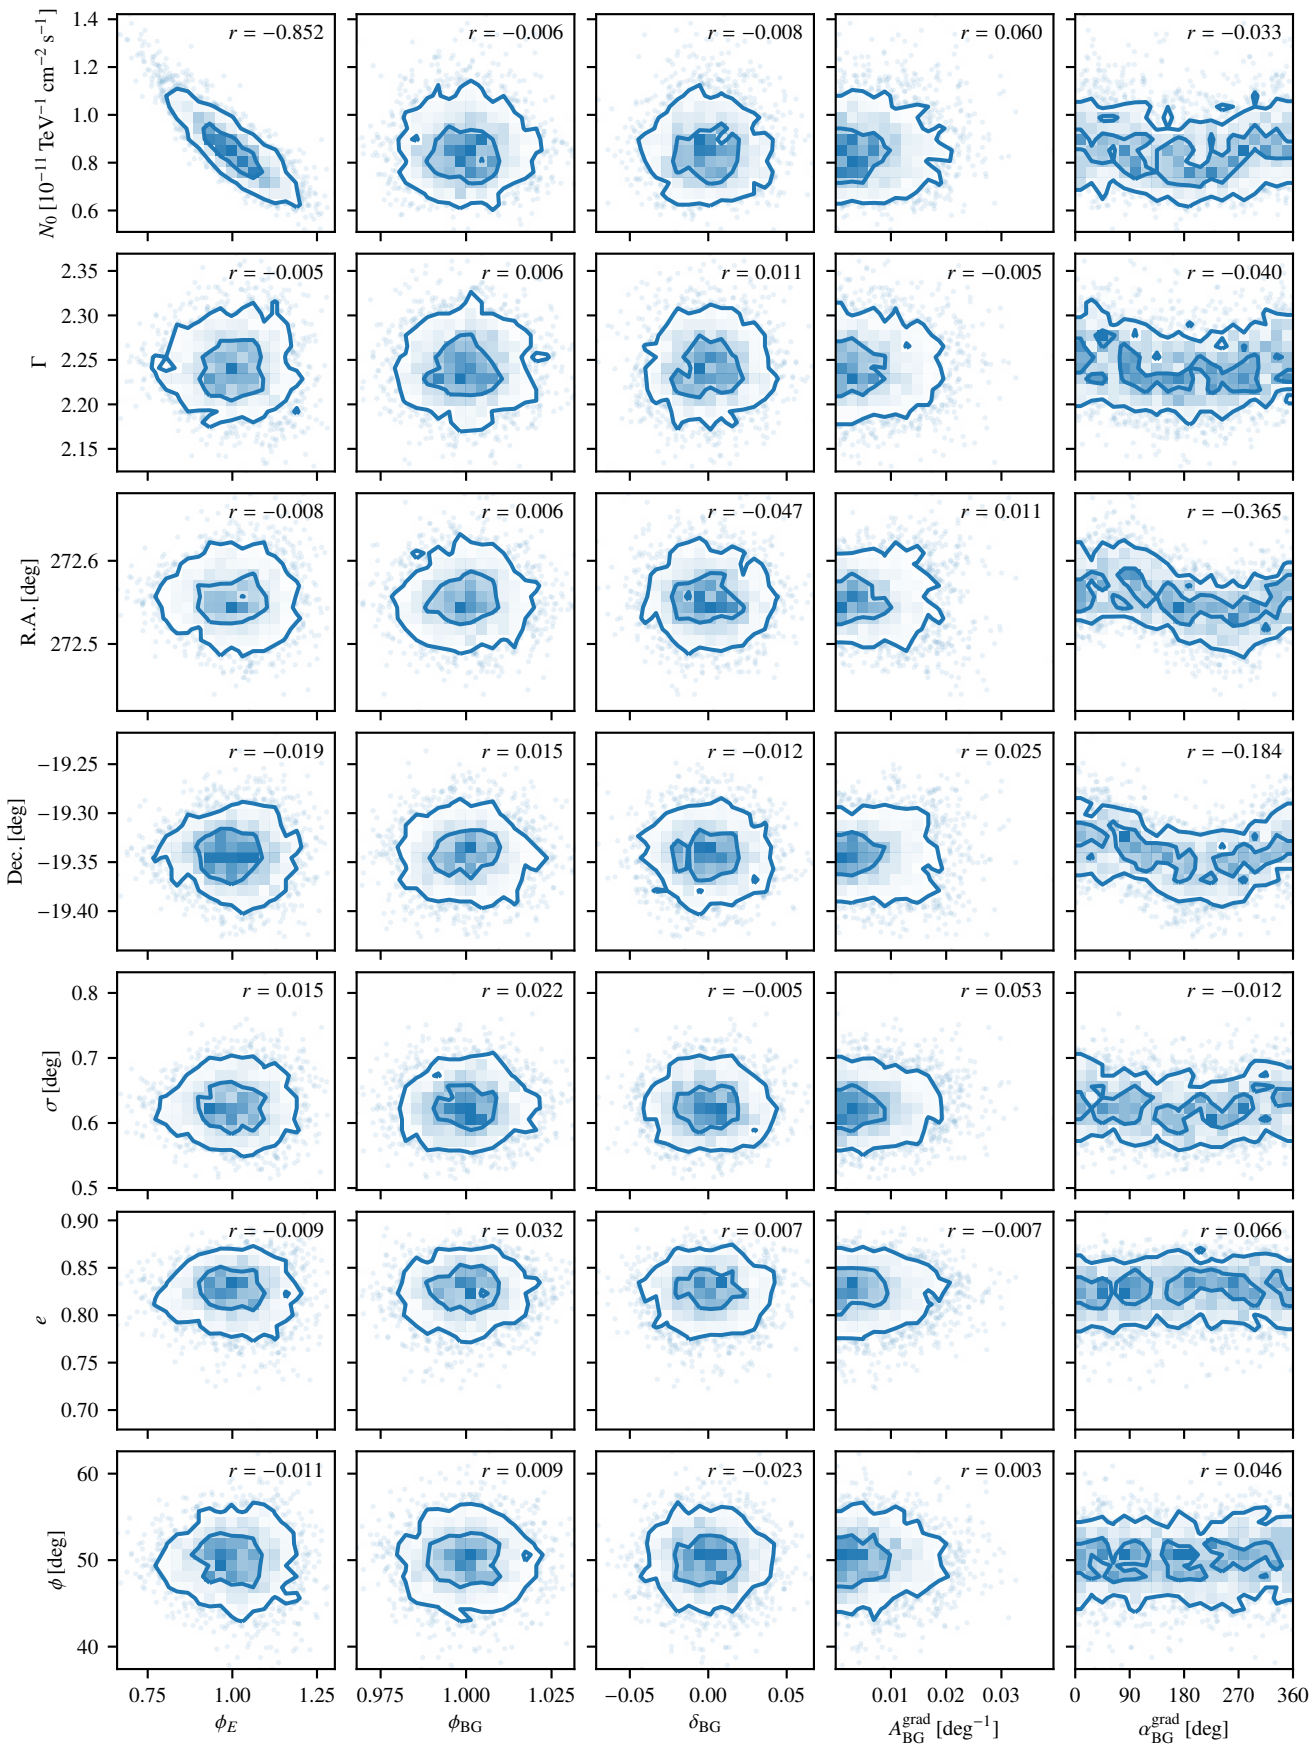 N₀ [10⁻¹¹ TeV⁻¹ cm⁻² s⁻¹]
1.4
1.2
1.0
0.8
0.6
r = −0.852
r = −0.006
r = −0.008
r = 0.060
r = −0.033
Γ
2.35
2.30
2.25
2.20
2.15
r = −0.005
r = 0.006
r = 0.011
r = −0.005
r = −0.040
R.A. [deg]
272.6
272.5
r = −0.008
r = 0.006
r = −0.047
r = 0.011
r = −0.365
Dec. [deg]
−19.25
−19.30
−19.35
−19.40
r = −0.019
r = 0.015
r = −0.012
r = 0.025
r = −0.184
σ [deg]
0.8
0.7
0.6
0.5
r = 0.015
r = 0.022
r = −0.005
r = 0.053
r = −0.012
e
0.90
0.85
0.80
0.75
0.70
r = −0.009
r = 0.032
r = 0.007
r = −0.007
r = 0.066
ϕ [deg]
60
50
40
r = −0.011
r = 0.009
r = −0.023
r = 0.003
r = 0.046
0.75 1.00 1.25
0.975 1.000 1.025
−0.05 0.00 0.05
0.01 0.02 0.03
0 90 180 270 360
ϕ_E
ϕ_BG
δ_BG
A_BG^grad [deg⁻¹]
α_BG^grad [deg]